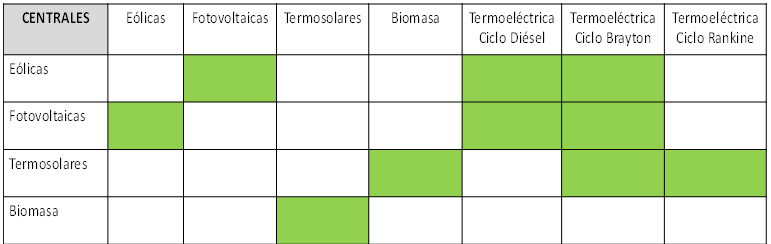 CENTRALES Eólicas Fotovoltaicas Termosolares Biomasa Termoeléctrica Termoeléctrica Termoeléctrica
Ciclo Diésel Ciclo Brayton Ciclo Rankine
Eólicas
Fotovoltaicas
Termosolares
Biomasa